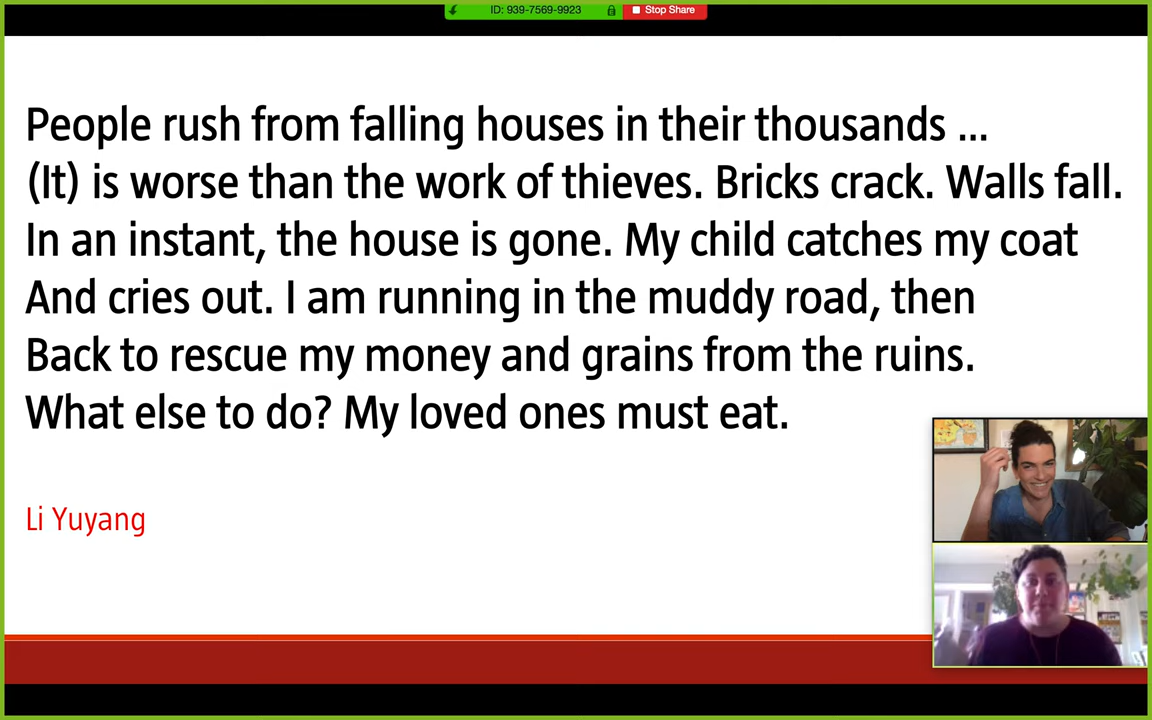 ID: 939-7569-9923
Stop Share
People rush from falling houses in their thousands ...
(It) is worse than the work of thieves. Bricks crack. Walls fall.
In an instant, the house is gone. My child catches my coat
And cries out. I am running in the muddy road, then
Back to rescue my money and grains from the ruins.
What else to do? My loved ones must eat.
Li Yuyang